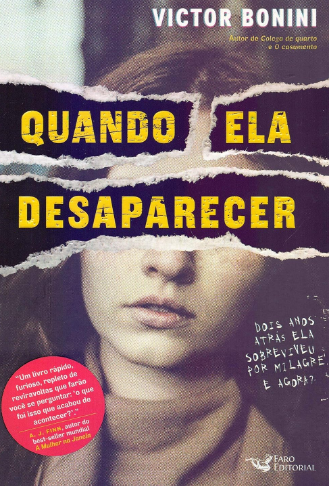 VICTOR BONINI
Autor de Colega de quarto
e O casamento
QUANDO ELA
DESAPARECER
DOIS ANOS
ATRÁS ELA
SOBREVIVEU
POR MILAGRE
E AGORA?
"Um livro rápido,
furioso, repleto de
reviravoltas que farão
você se perguntar: 'o que
foi isso que acabou de
acontecer?'."
A. J. FINN, autor do
best-seller mundial
A Mulher na Janela
FARO
EDITORIAL